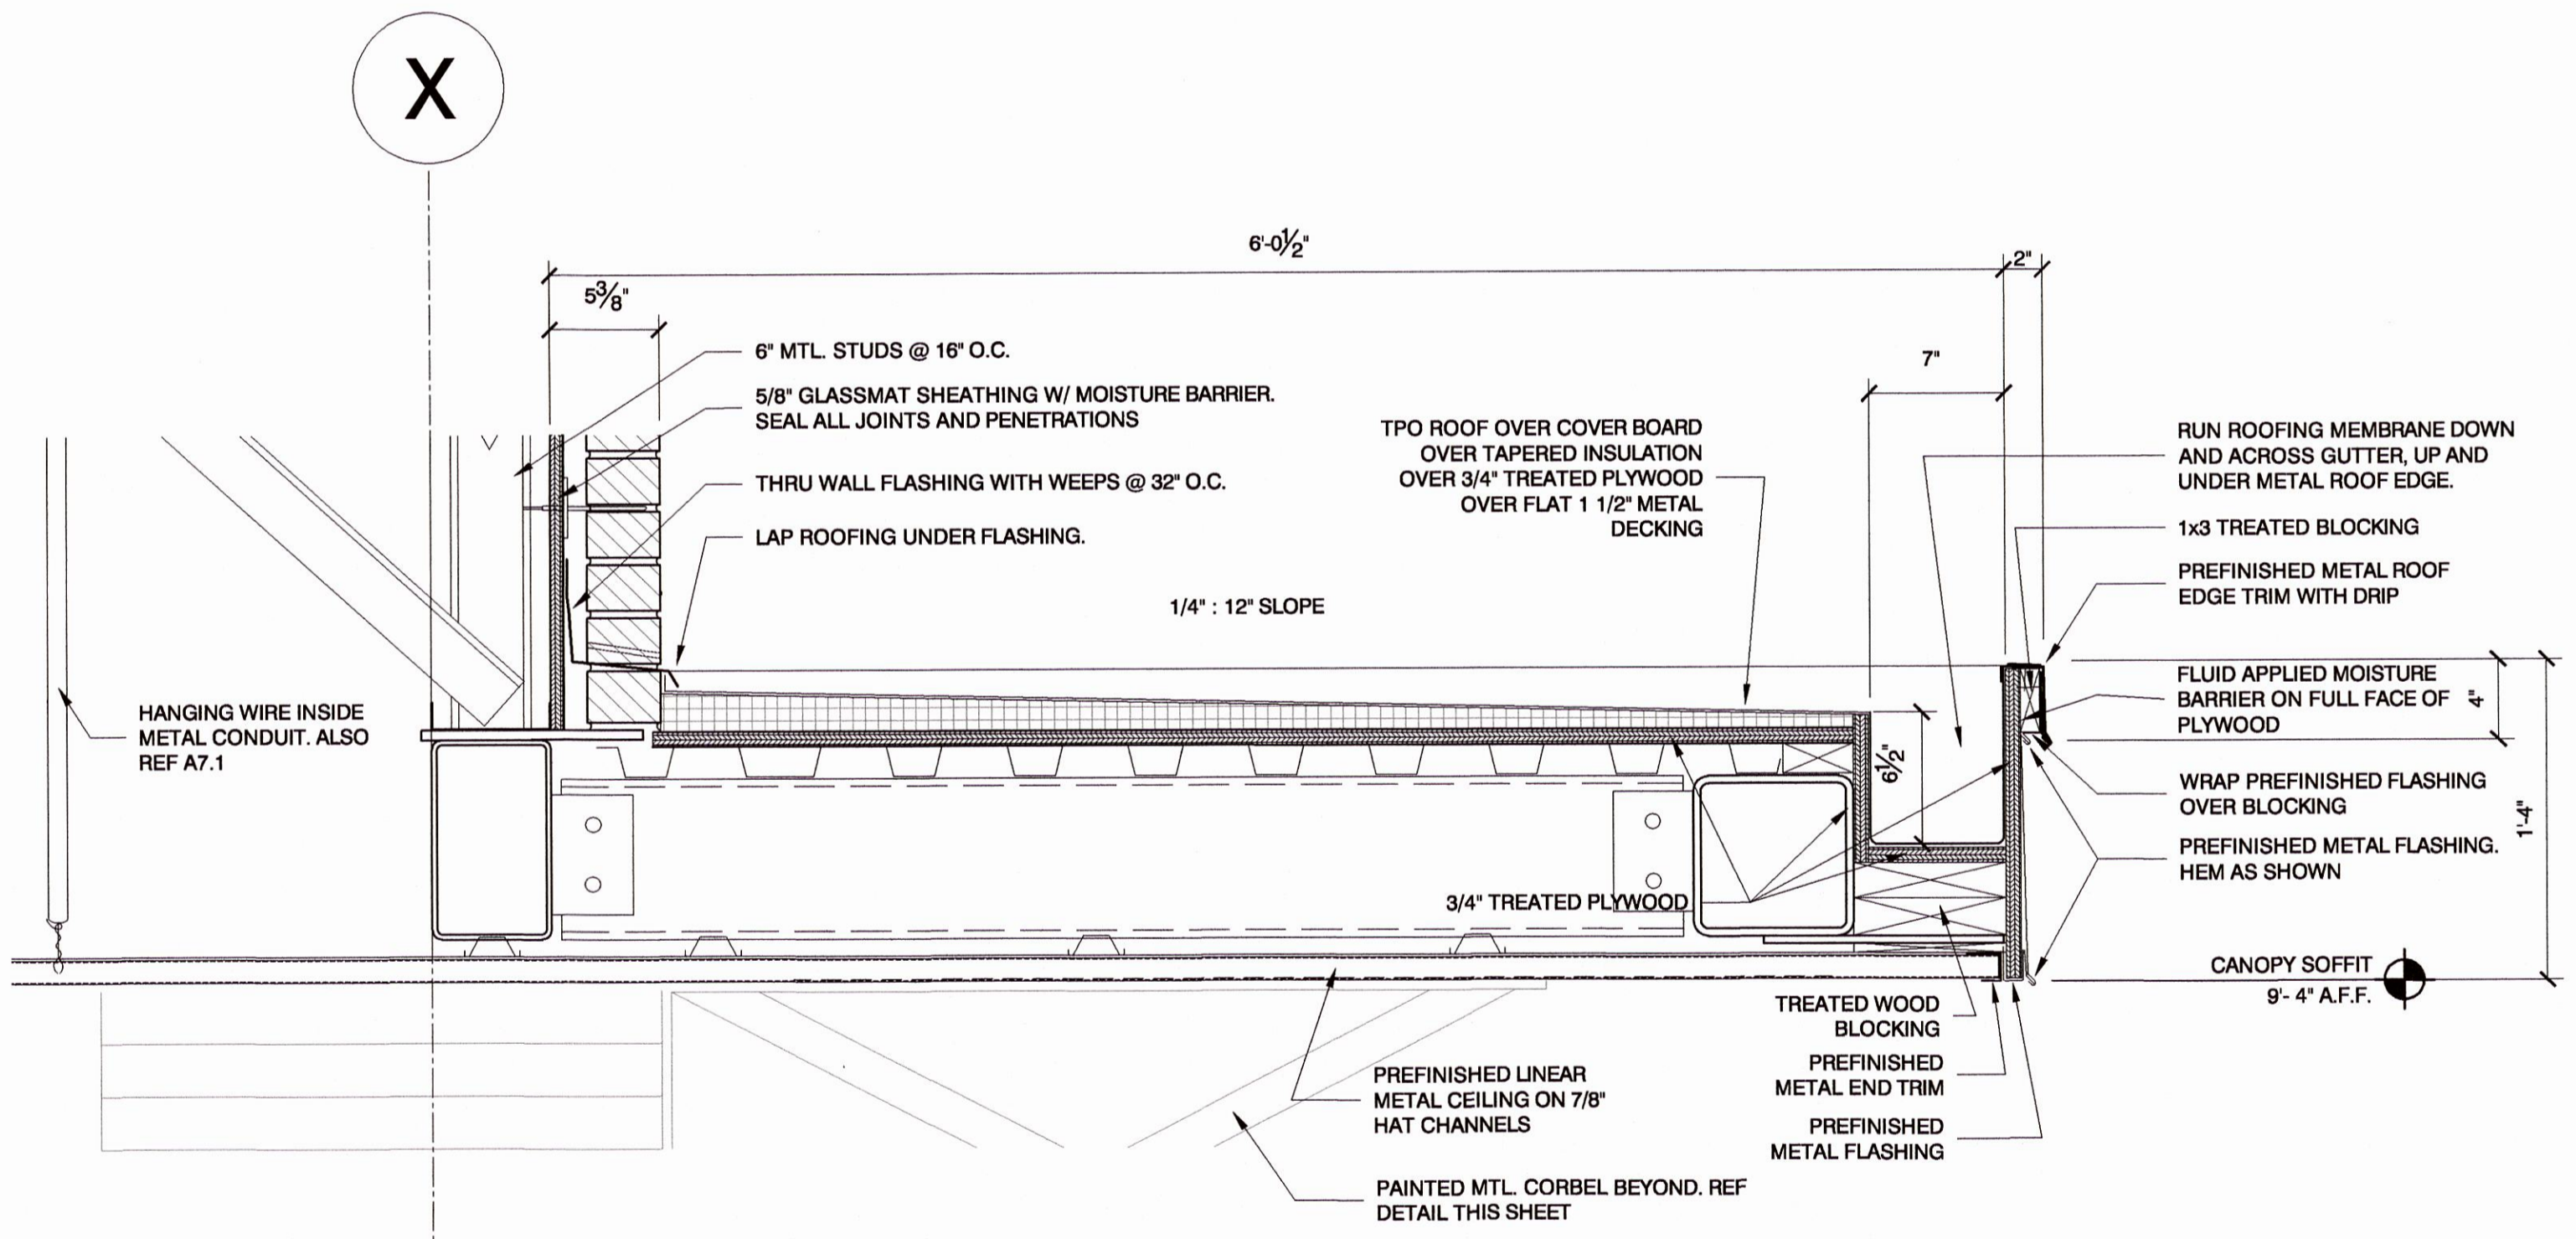 X
6'-0½"
2"
5⅜"
7"
6" MTL. STUDS @ 16" O.C.
5/8" GLASSMAT SHEATHING W/ MOISTURE BARRIER.
SEAL ALL JOINTS AND PENETRATIONS
THRU WALL FLASHING WITH WEEPS @ 32" O.C.
LAP ROOFING UNDER FLASHING.
TPO ROOF OVER COVER BOARD
OVER TAPERED INSULATION
OVER 3/4" TREATED PLYWOOD
OVER FLAT 1 1/2" METAL
DECKING
1/4" : 12" SLOPE
RUN ROOFING MEMBRANE DOWN
AND ACROSS GUTTER, UP AND
UNDER METAL ROOF EDGE.
1x3 TREATED BLOCKING
PREFINISHED METAL ROOF
EDGE TRIM WITH DRIP
FLUID APPLIED MOISTURE
BARRIER ON FULL FACE OF
PLYWOOD
4"
WRAP PREFINISHED FLASHING
OVER BLOCKING
1'-4"
PREFINISHED METAL FLASHING.
HEM AS SHOWN
HANGING WIRE INSIDE
METAL CONDUIT. ALSO
REF A7.1
6½"
3/4" TREATED PLYWOOD
CANOPY SOFFIT
9'- 4" A.F.F.
TREATED WOOD
BLOCKING
PREFINISHED
METAL END TRIM
PREFINISHED
METAL FLASHING
PREFINISHED LINEAR
METAL CEILING ON 7/8"
HAT CHANNELS
PAINTED MTL. CORBEL BEYOND. REF
DETAIL THIS SHEET